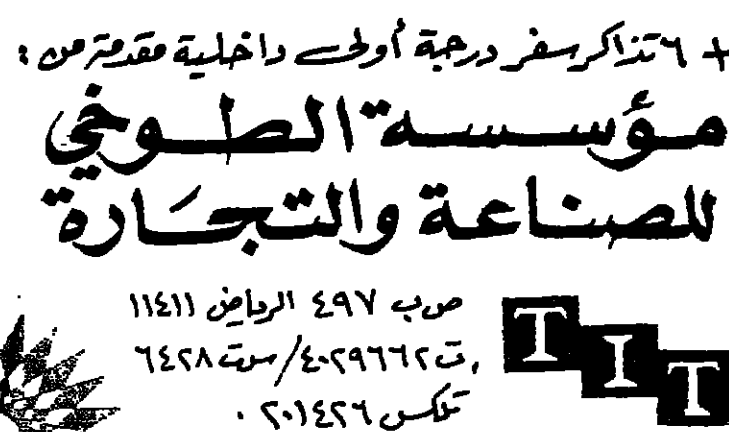 + ٦ تذاكر سفر درجة أولى داخلية مقدمة من :
مؤسسة الطوخي
للصناعة والتجارة
ص ب ٤٩٧ الرياض ١١٤١١
ت ٤٠٢٩٦٦٢ / س ت ٦٤٢٨
تلكس ٢٠١٤٢٦ .
TIT